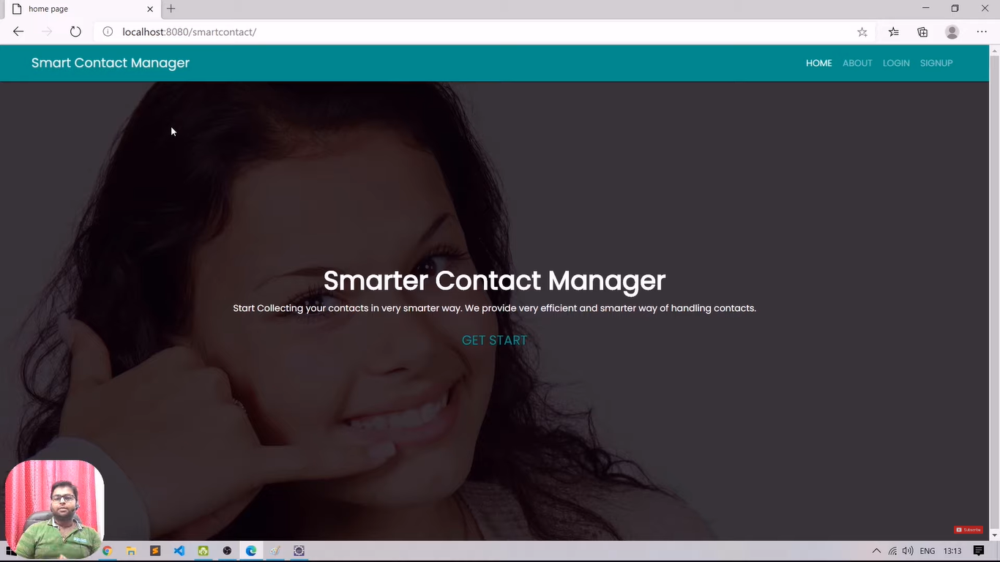 home page
localhost:8080/smartcontact/
Smart Contact Manager
HOME ABOUT LOGIN SIGNUP
Smarter Contact Manager
Start Collecting your contacts in very smarter way. We provide very efficient and smarter way of handling contacts.
GET START
Subscribe
ENG 13:13